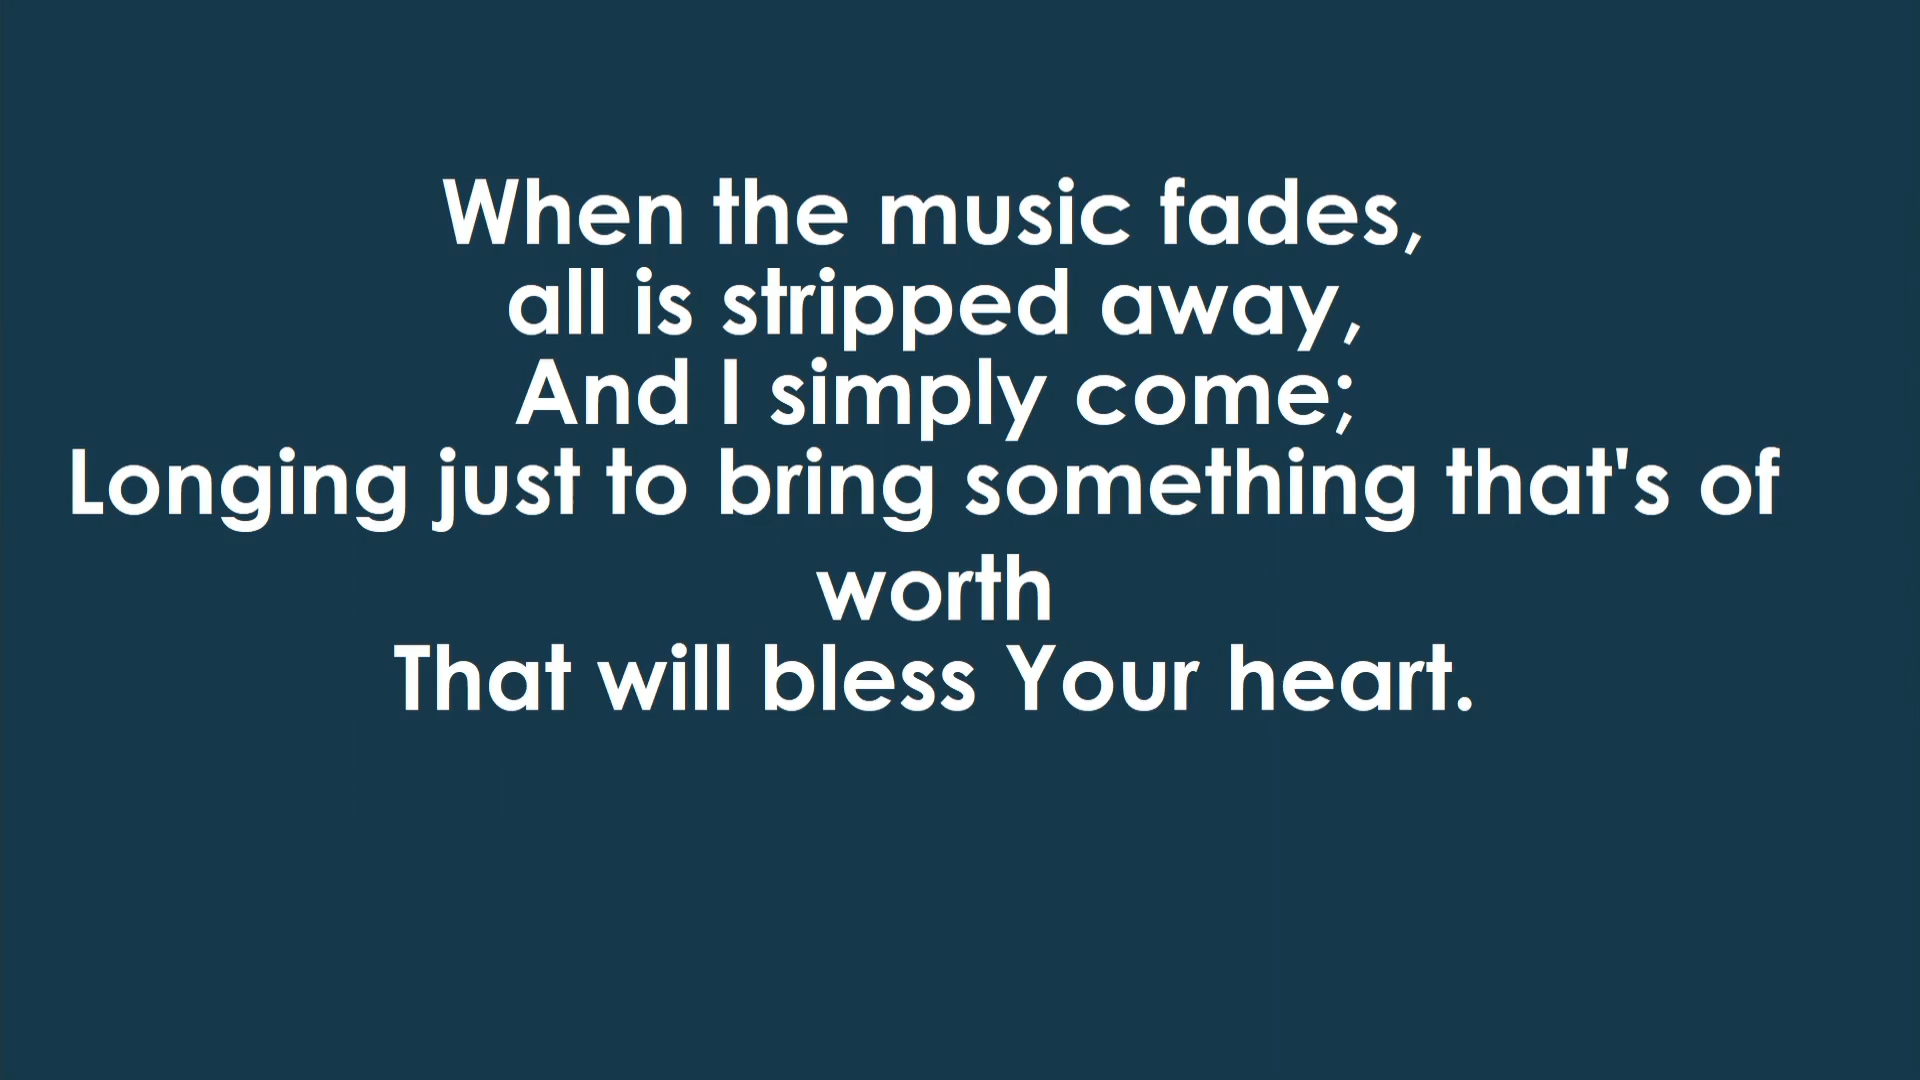 When the music fades,
all is stripped away,
And I simply come;
Longing just to bring something that's of
worth
That will bless Your heart.